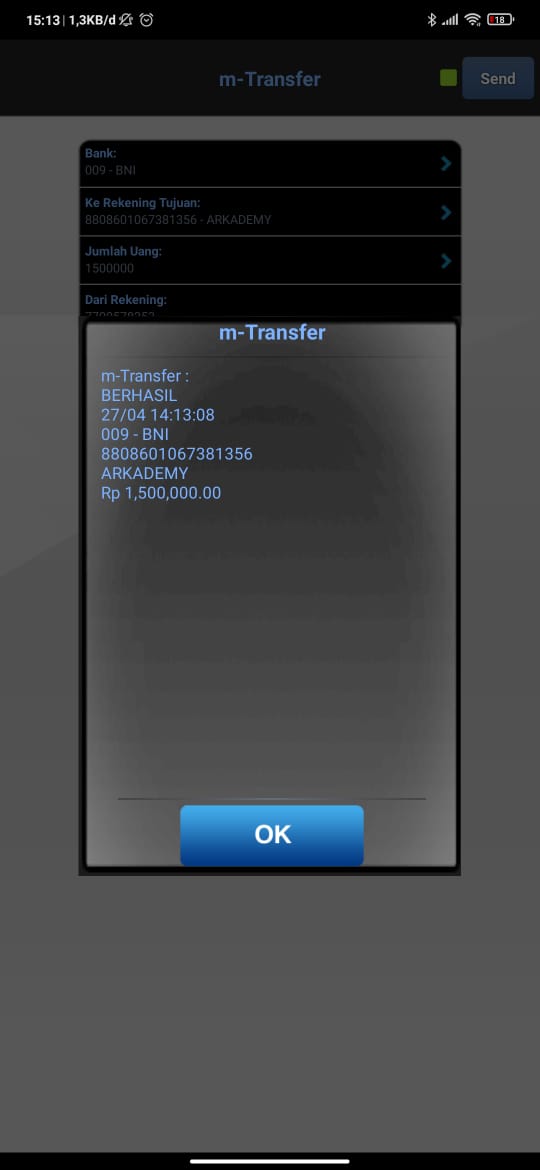 15:13 | 1,3KB/d
18
m-Transfer
Send
Bank:
009 - BNI
Ke Rekening Tujuan:
8808601067381356 - ARKADEMY
Jumlah Uang:
1500000
Dari Rekening:
m-Transfer
m-Transfer :
BERHASIL
27/04 14:13:08
009 - BNI
8808601067381356
ARKADEMY
Rp 1,500,000.00
OK